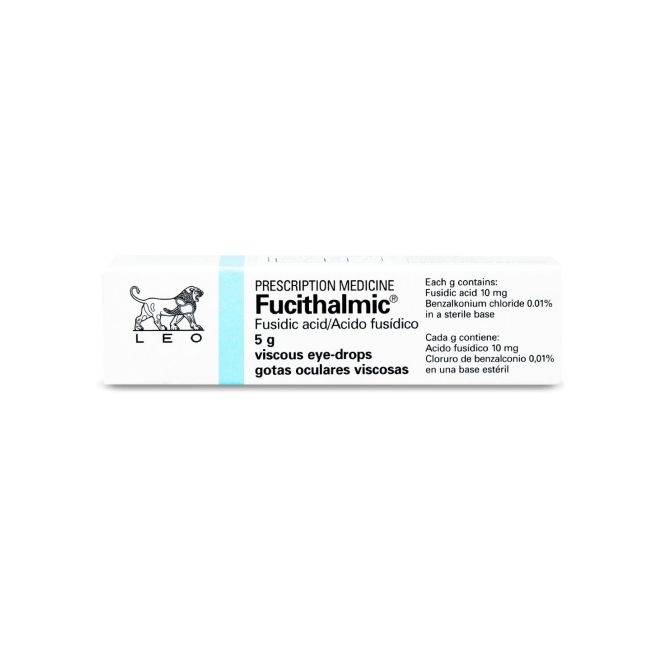 LEO
PRESCRIPTION MEDICINE
Fucithalmic®
Fusidic acid/Acido fusídico
5 g
viscous eye-drops
gotas oculares viscosas
Each g contains:
Fusidic acid 10 mg
Benzalkonium chloride 0.01%
in a sterile base
Cada g contiene:
Acido fusídico 10 mg
Cloruro de benzalconio 0,01%
en una base estéril